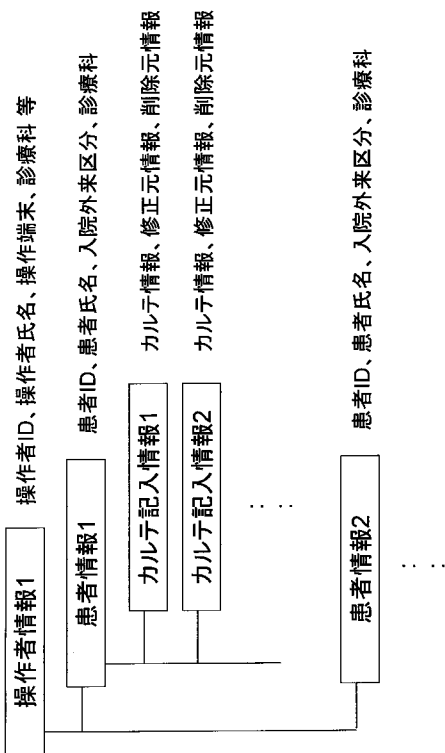 操作者情報1 操作者ID、操作者氏名、操作端末、診療科 等
患者情報1 患者ID、患者氏名、入院外来区分、診療科
カルテ記入情報1 カルテ情報、修正元情報、削除元情報
カルテ記入情報2 カルテ情報、修正元情報、削除元情報
: :
患者情報2 患者ID、患者氏名、入院外来区分、診療科
: :